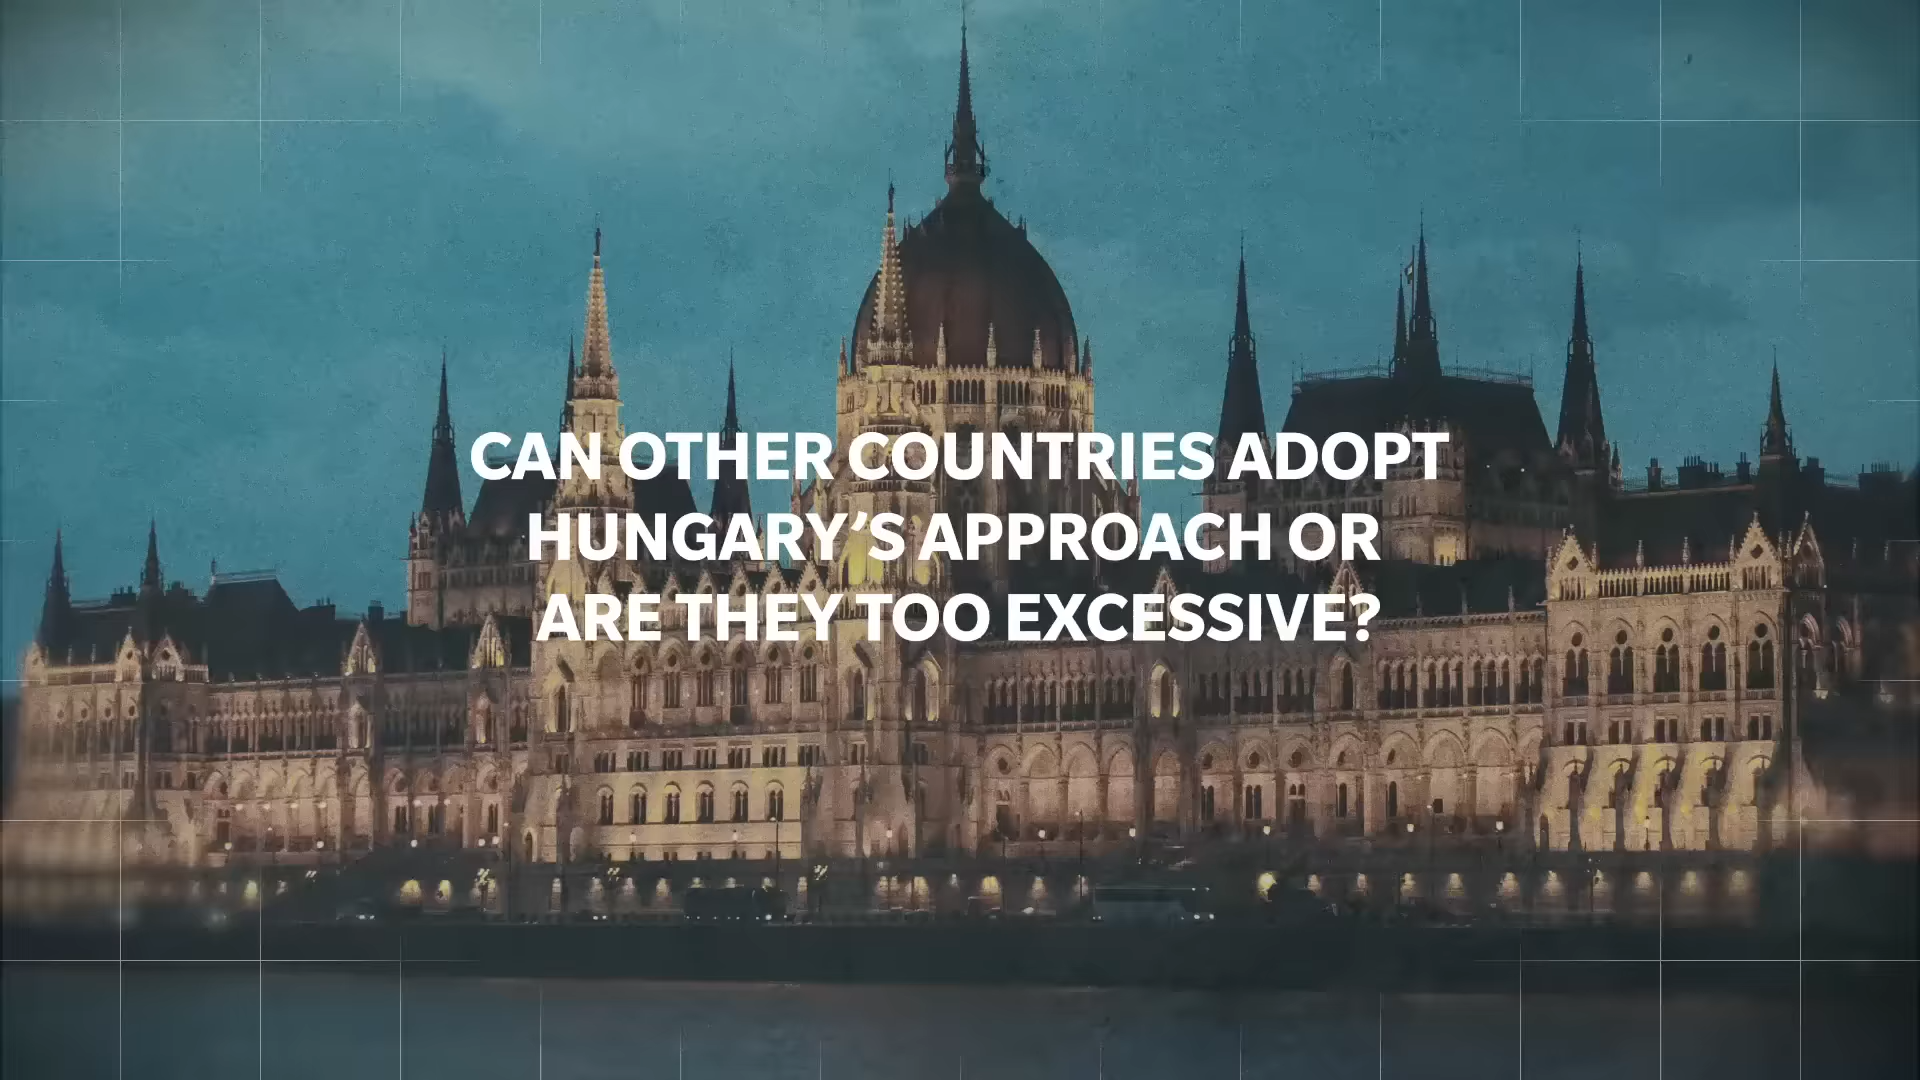 CAN OTHER COUNTRIES ADOPT
HUNGARY’S APPROACH OR
ARE THEY TOO EXCESSIVE?